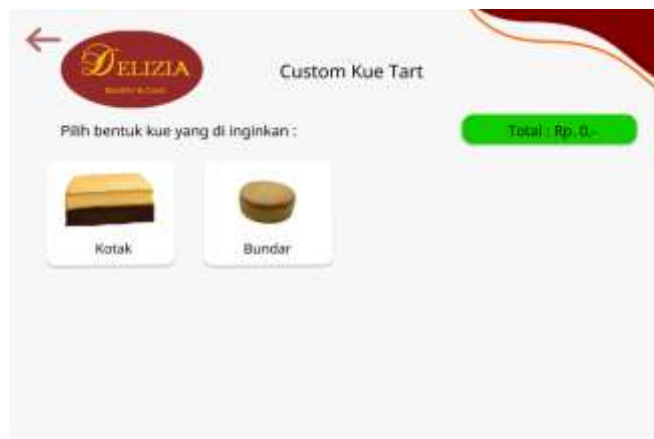 DELIZIA
Custom Kue Tart
Pilih bentuk kue yang di inginkan :
Total : Rp. 0,-
Kotak
Bundar